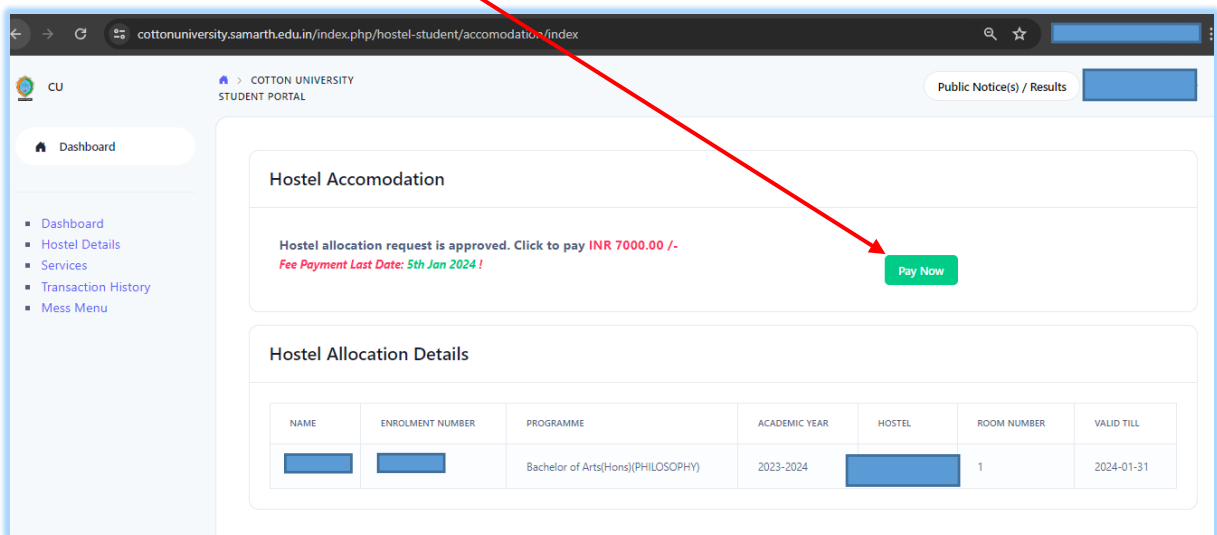 cottonuniversity.samarth.edu.in/index.php/hostel-student/accomodation/index
CU
COTTON UNIVERSITY
STUDENT PORTAL
Public Notice(s) / Results
Dashboard
Dashboard
Hostel Details
Services
Transaction History
Mess Menu
Hostel Accomodation
Hostel allocation request is approved. Click to pay INR 7000.00 /-
Fee Payment Last Date: 5th Jan 2024 !
Pay Now
Hostel Allocation Details
NAME ENROLMENT NUMBER PROGRAMME ACADEMIC YEAR HOSTEL ROOM NUMBER VALID TILL
Bachelor of Arts(Hons)(PHILOSOPHY) 2023-2024 1 2024-01-31